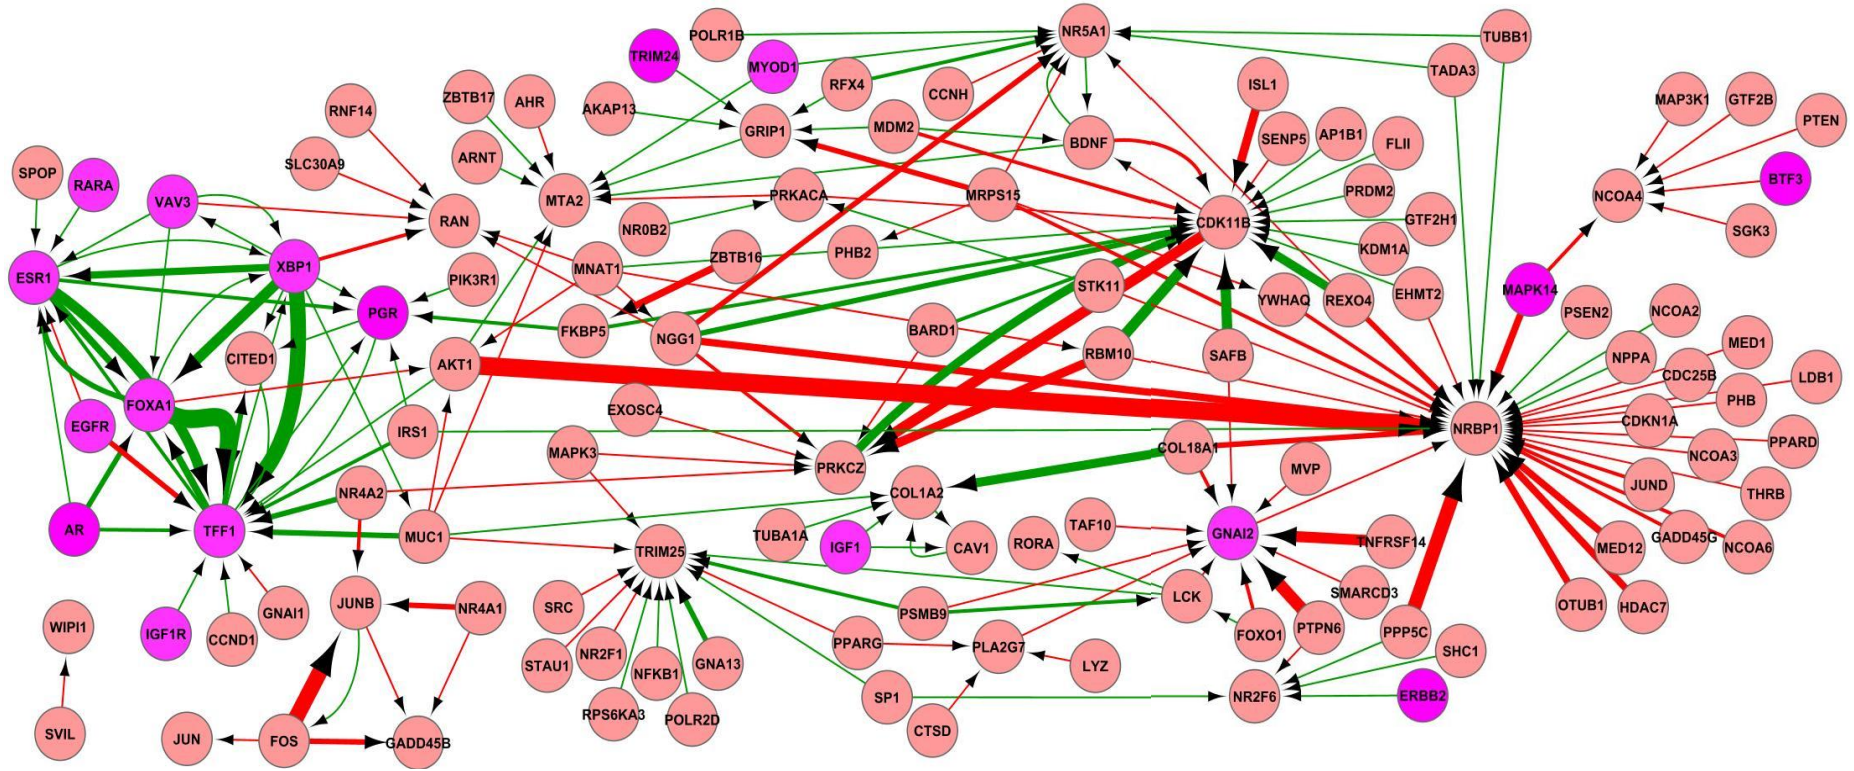 POLR1B
NR5A1
TUBB1
TRIM24
MYOD1
TADA3
RFX4
CCNH
ISL1
ZBTB17
AHR
RNF14
AKAP13
GRIP1
MDM2
BDNF
SENP5
AP1B1
FLII
MAP3K1
GTF2B
PTEN
SPOP
RARA
SLC30A9
ARNT
BTF3
VAV3
MTA2
PRKACA
MRPS15
PRDM2
NCOA4
RAN
NR0B2
CDK11B
GTF2H1
SGK3
PHB2
KDM1A
ESR1
XBP1
PIK3R1
MNAT1
ZBTB16
STK11
YWHAQ
REXO4
EHMT2
MAPK14
PGR
FKBP5
NGG1
BARD1
PSEN2
NCOA2
CITED1
AKT1
RBM10
SAFB
NPPA
MED1
CDC25B
LDB1
FOXA1
EXOSC4
PHB
EGFR
IRS1
NRBP1
CDKN1A
PPARD
MAPK3
PRKCZ
COL18A1
NCOA3
NR4A2
COL1A2
MVP
JUND
THRB
AR
TFF1
MUC1
TUBA1A
IGF1
CAV1
TAF10
RORA
GNAI2
TNFRSF14
TRIM25
MED12
GADD45G
NCOA6
JUNB
NR4A1
SRC
PSMB9
LCK
SMARCD3
OTUB1
HDAC7
WIPI1
IGF1R
CCND1
GNAI1
FOXO1
PTPN6
PPP5C
STAU1
NR2F1
NFKB1
GNA13
PPARG
PLA2G7
LYZ
SHC1
RPS6KA3
POLR2D
SP1
NR2F6
ERBB2
SVIL
JUN
FOS
GADD45B
CTSD